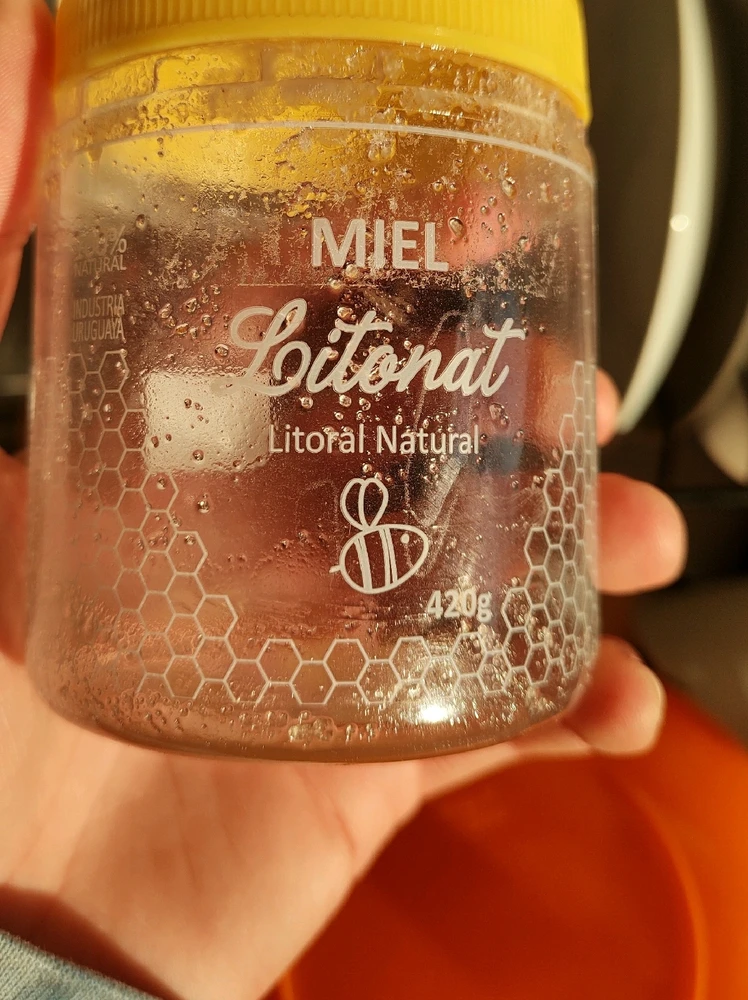 MIEL
Litonat
Litoral Natural
420g
%
NATURAL
INDUSTRIA
URUGUAYA